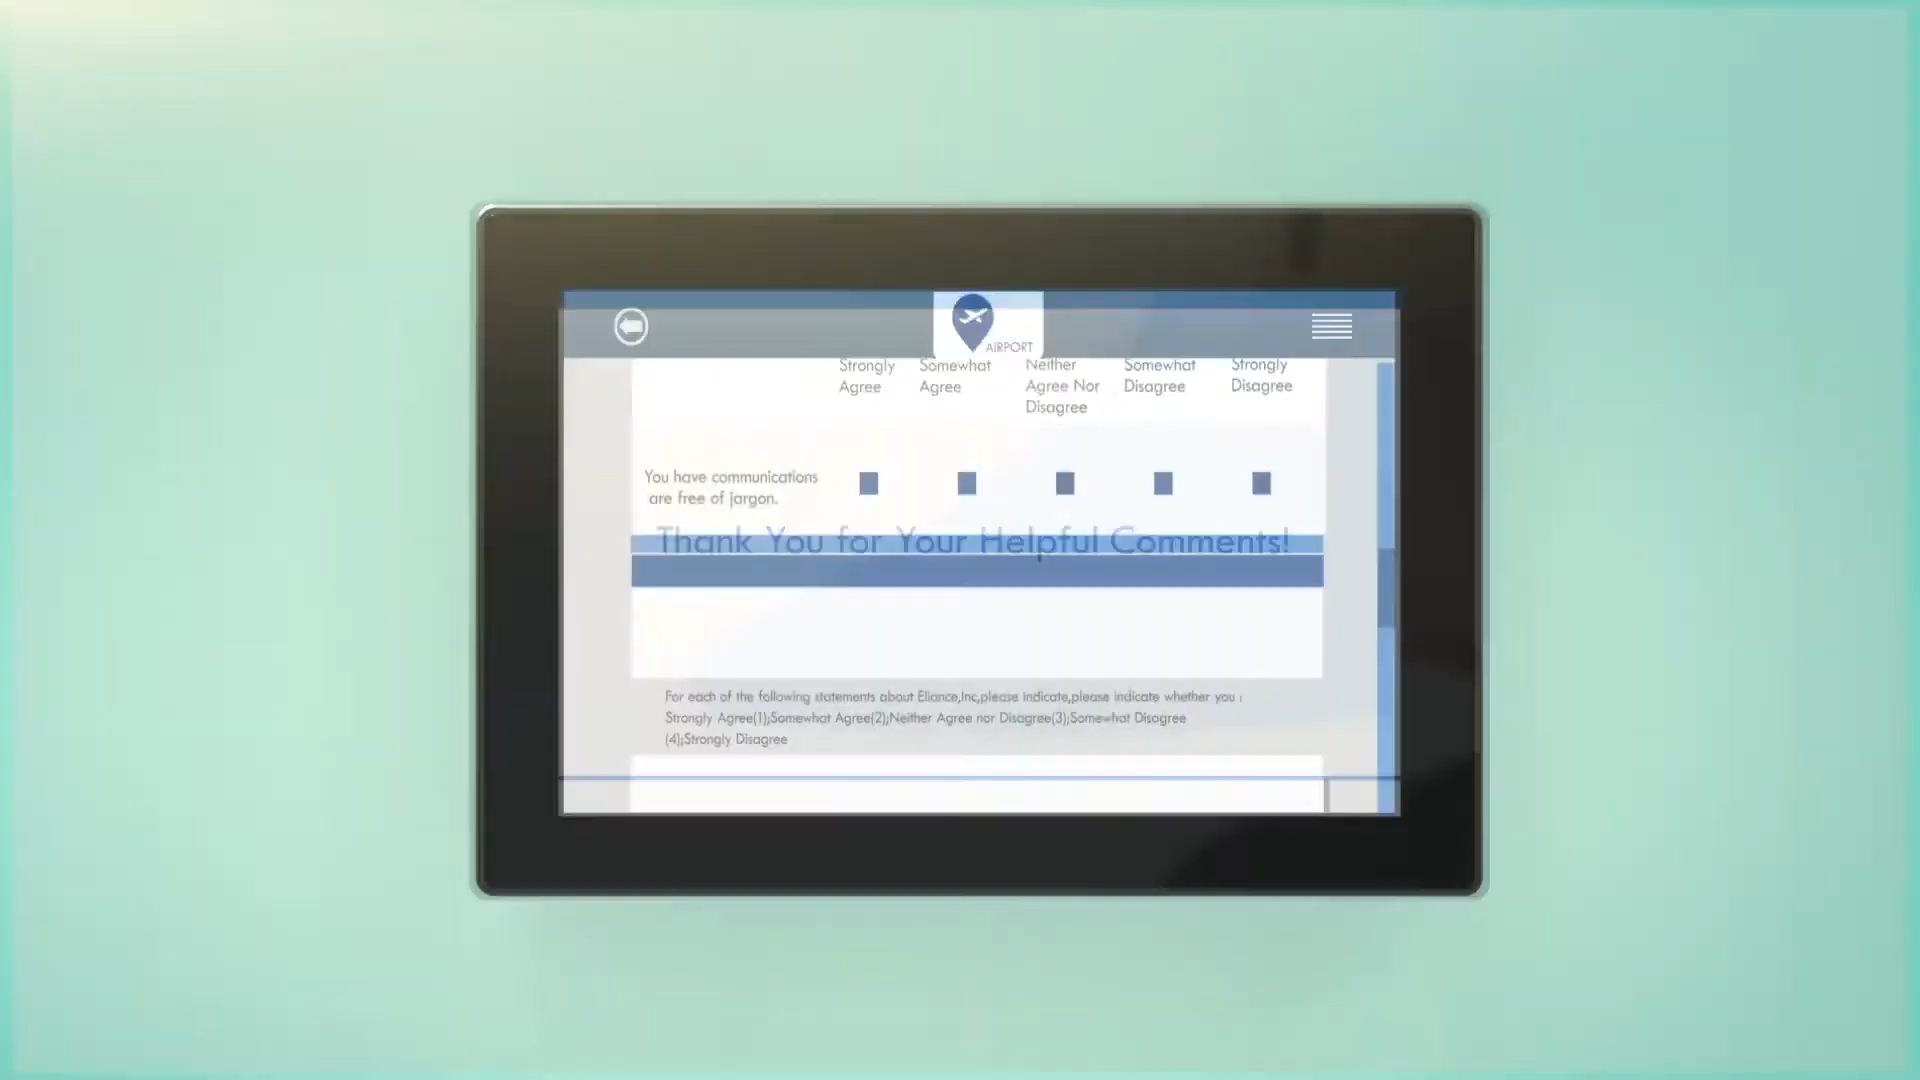 AIRPORT
Strongly Agree
Somewhat Agree
Neither Agree Nor Disagree
Somewhat Disagree
Strongly Disagree
You have communications
are free of jargon.
Thank You for Your Helpful Comments!
For each of the following statements about Eliance,Inc,please indicate,please indicate whether you
Strongly Agree(1);Somewhat Agree(2);Neither Agree nor Disagree(3);Somewhat Disagree
(4);Strongly Disagree